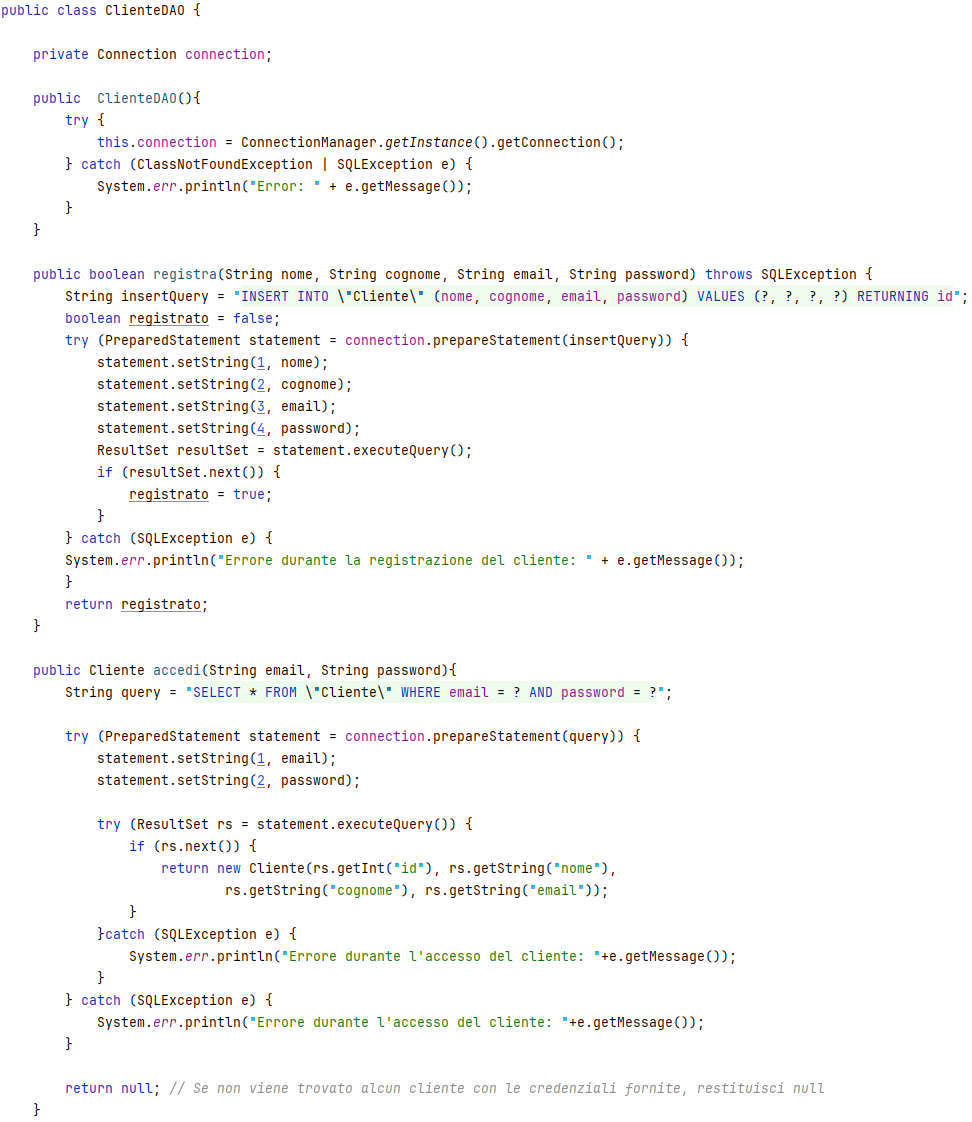 public class ClienteDAO {
    private Connection connection;
    public  ClienteDAO(){
        try {
            this.connection = ConnectionManager.getInstance().getConnection();
        } catch (ClassNotFoundException | SQLException e) {
            System.err.println("Error: " + e.getMessage());
        }
    }
    public boolean registra(String nome, String cognome, String email, String password) throws SQLException {
        String insertQuery = "INSERT INTO \"Cliente\" (nome, cognome, email, password) VALUES (?, ?, ?, ?) RETURNING id";
        boolean registrato = false;
        try (PreparedStatement statement = connection.prepareStatement(insertQuery)) {
            statement.setString(1, nome);
            statement.setString(2, cognome);
            statement.setString(3, email);
            statement.setString(4, password);
            ResultSet resultSet = statement.executeQuery();
            if (resultSet.next()) {
                registrato = true;
            }
        } catch (SQLException e) {
        System.err.println("Errore durante la registrazione del cliente: " + e.getMessage());
        }
        return registrato;
    }
    public Cliente accedi(String email, String password){
        String query = "SELECT * FROM \"Cliente\" WHERE email = ? AND password = ?";
        try (PreparedStatement statement = connection.prepareStatement(query)) {
            statement.setString(1, email);
            statement.setString(2, password);
            try (ResultSet rs = statement.executeQuery()) {
                if (rs.next()) {
                    return new Cliente(rs.getInt("id"), rs.getString("nome"),
                            rs.getString("cognome"), rs.getString("email"));
                }
            }catch (SQLException e) {
                System.err.println("Errore durante l'accesso del cliente: "+e.getMessage());
            }
        } catch (SQLException e) {
            System.err.println("Errore durante l'accesso del cliente: "+e.getMessage());
        }
        return null; // Se non viene trovato alcun cliente con le credenziali fornite, restituisci null
    }